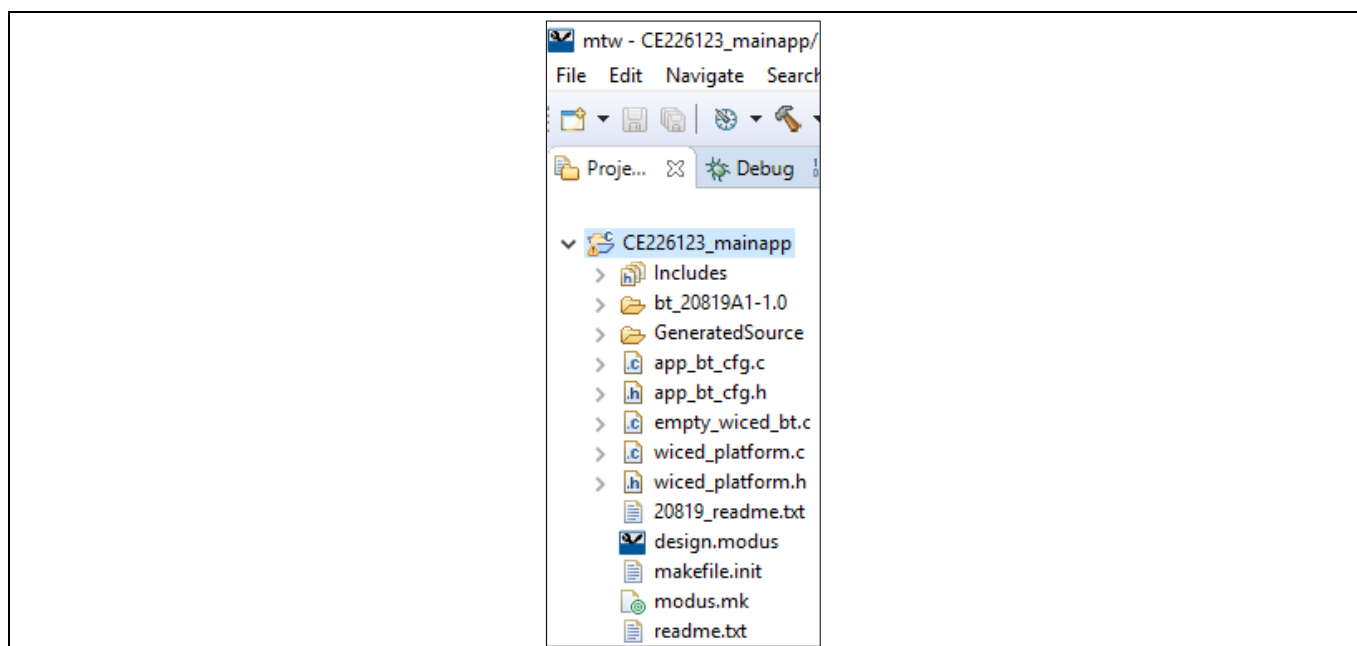 mtw - CE226123_mainapp/
File Edit Navigate Search
Proje... Debug
CE226123_mainapp
Includes
bt_20819A1-1.0
GeneratedSource
app_bt_cfg.c
app_bt_cfg.h
empty_wiced_bt.c
wiced_platform.c
wiced_platform.h
20819_readme.txt
design.modus
makefile.init
modus.mk
readme.txt